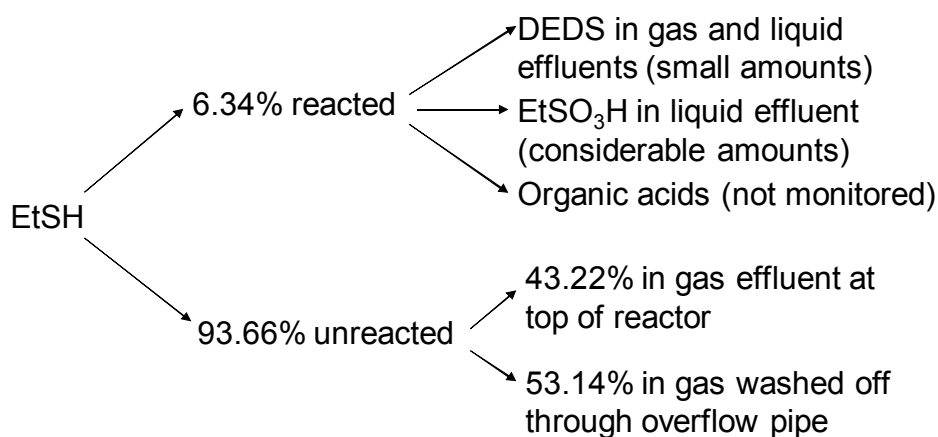 DEDS in gas and liquid
effluents (small amounts)
6.34% reacted
EtSO₃H in liquid effluent
(considerable amounts)
Organic acids (not monitored)
EtSH
43.22% in gas effluent at
top of reactor
93.66% unreacted
53.14% in gas washed off
through overflow pipe